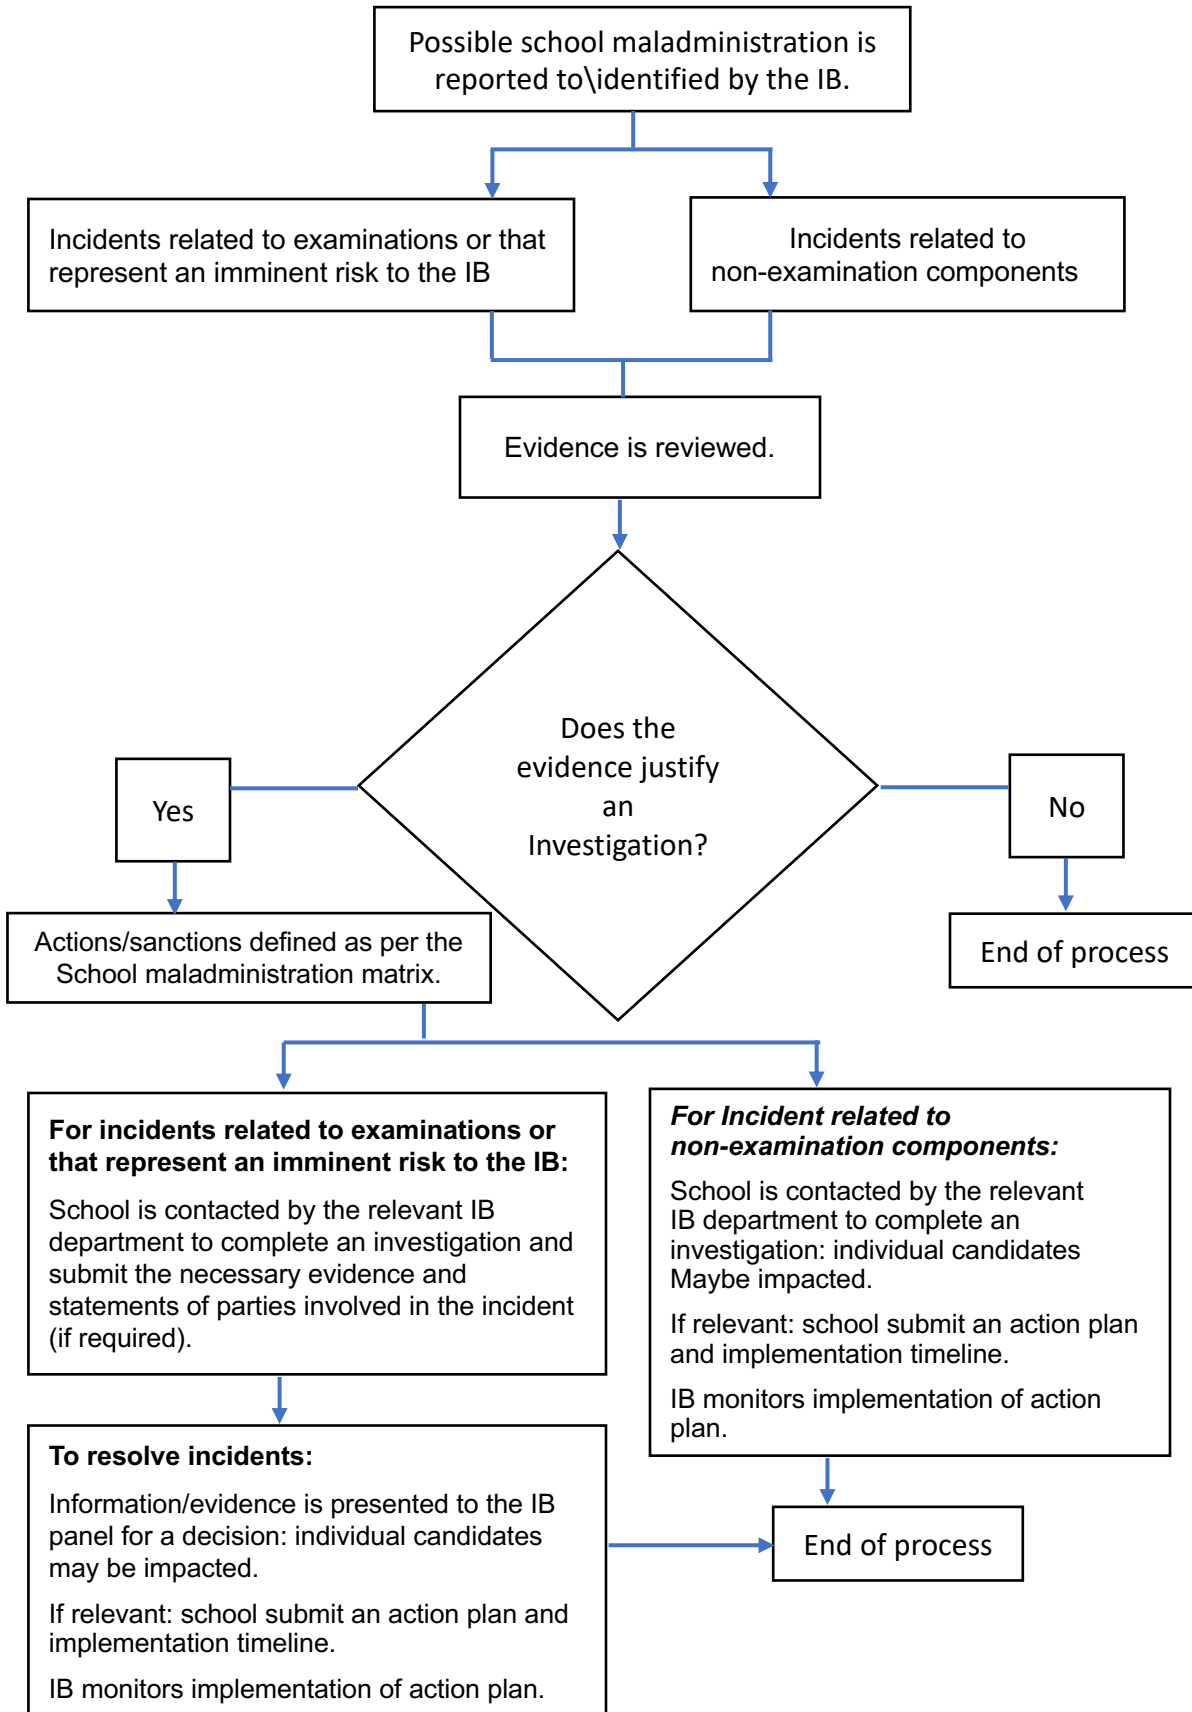 Possible school maladministration is
reported to\identified by the IB.
Incidents related to examinations or that
represent an imminent risk to the IB
Incidents related to
non-examination components
Evidence is reviewed.
Does the
evidence justify
an
Investigation?
Yes
No
Actions/sanctions defined as per the
School maladministration matrix.
End of process
For incidents related to examinations or
that represent an imminent risk to the IB:
School is contacted by the relevant IB
department to complete an investigation and
submit the necessary evidence and
statements of parties involved in the incident
(if required).
For Incident related to
non-examination components:
School is contacted by the relevant
IB department to complete an
investigation: individual candidates
Maybe impacted.
If relevant: school submit an action plan
and implementation timeline.
IB monitors implementation of action
plan.
To resolve incidents:
Information/evidence is presented to the IB
panel for a decision: individual candidates
may be impacted.
If relevant: school submit an action plan and
implementation timeline.
IB monitors implementation of action plan.
End of process